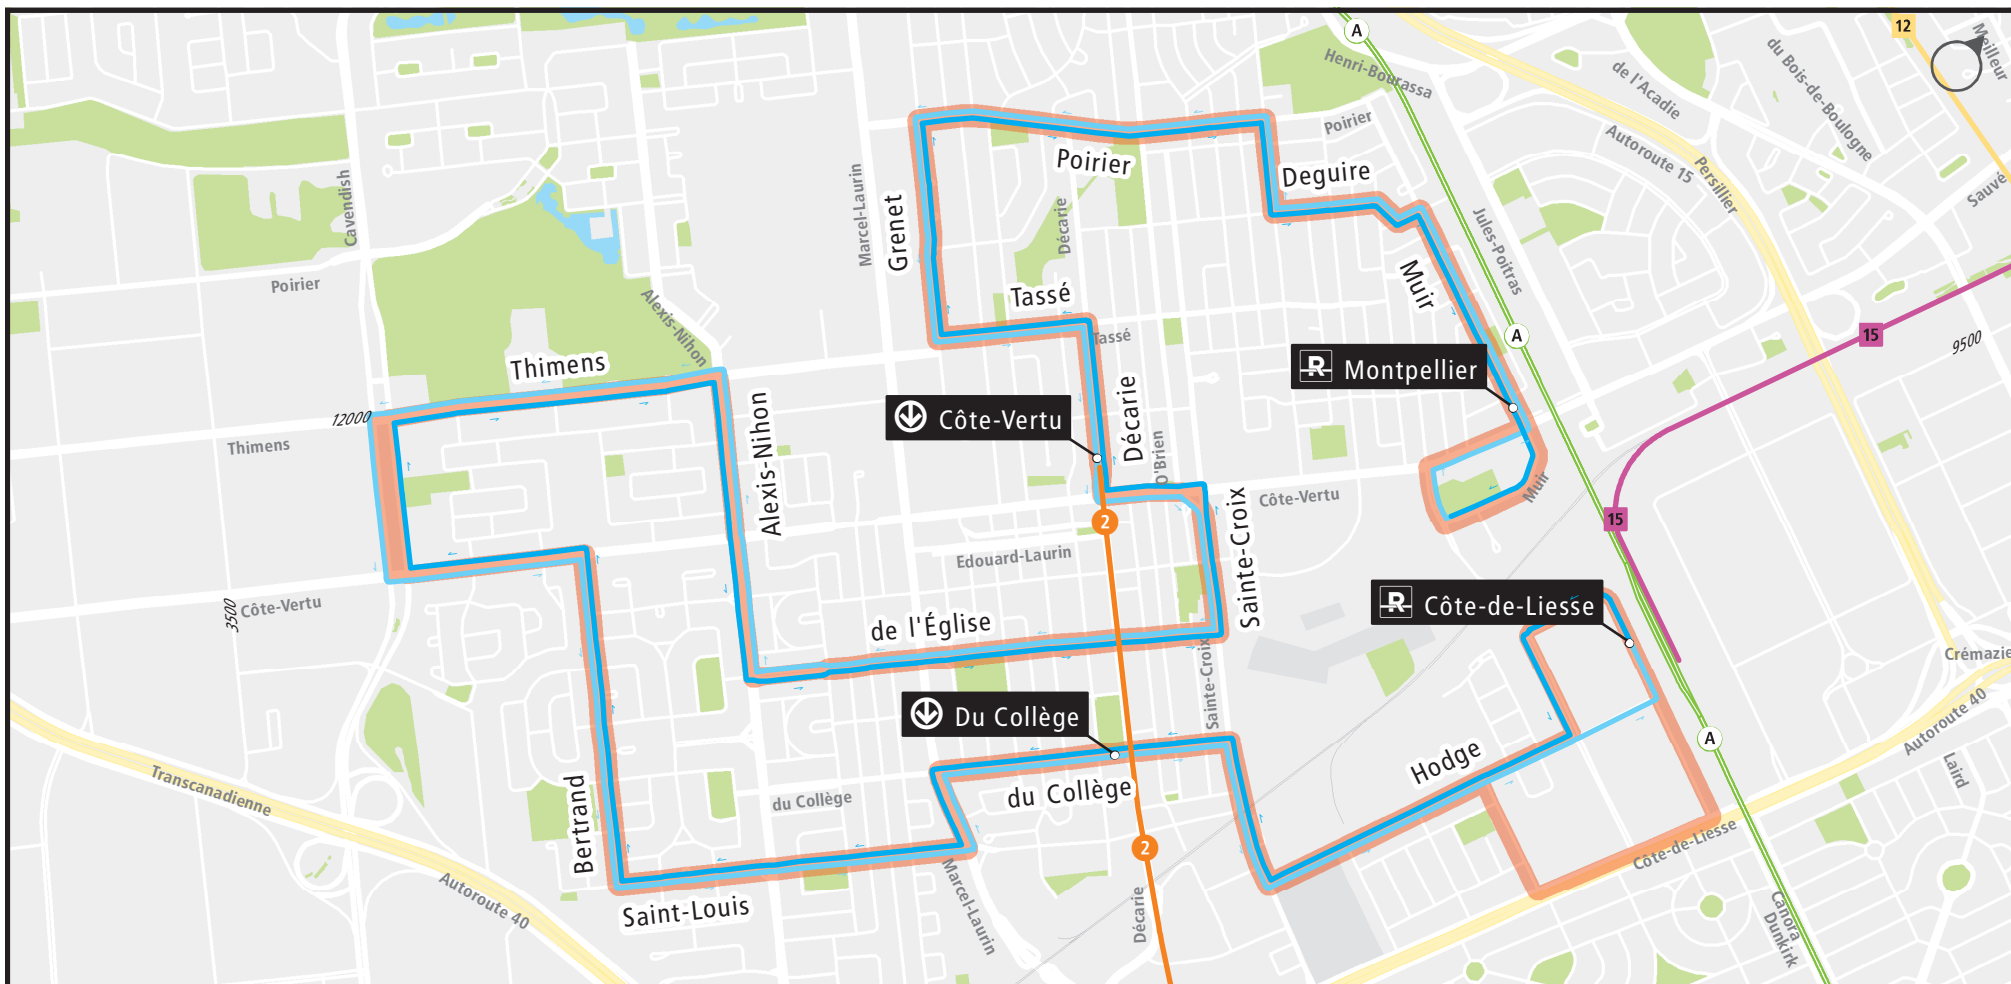 12
Meilleur
A
Henri-Bourassa
de l'Acadie
du Bois-de-Boulogne
Poirier
Autoroute 15
Persillier
Sauvé
Poirier
Deguire
Cavendish
Marcel-Laurin
Grenet
Décarie
Jules-Poitras
Poirier
Alexis-Nihon
Tassé
Tassé
Muir
A
15
9500
Thimens
Montpellier
12000
Thimens
Alexis-Nihon
Côte-Vertu
Décarie
O'Brien
Côte-Vertu
Muir
2
15
Edouard-Laurin
Sainte-Croix
3500
Côte-Vertu
de l'Église
Côte-de-Liesse
Sainte-Croix
Crémazie
Du Collège
A
Autoroute 40
Hodge
Laird
Transcanadienne
Bertrand
du Collège
du Collège
2
Côte-de-Liesse
Autoroute 40
Saint-Louis
Marcel-Laurin
Décarie
Canora
Dunkirk